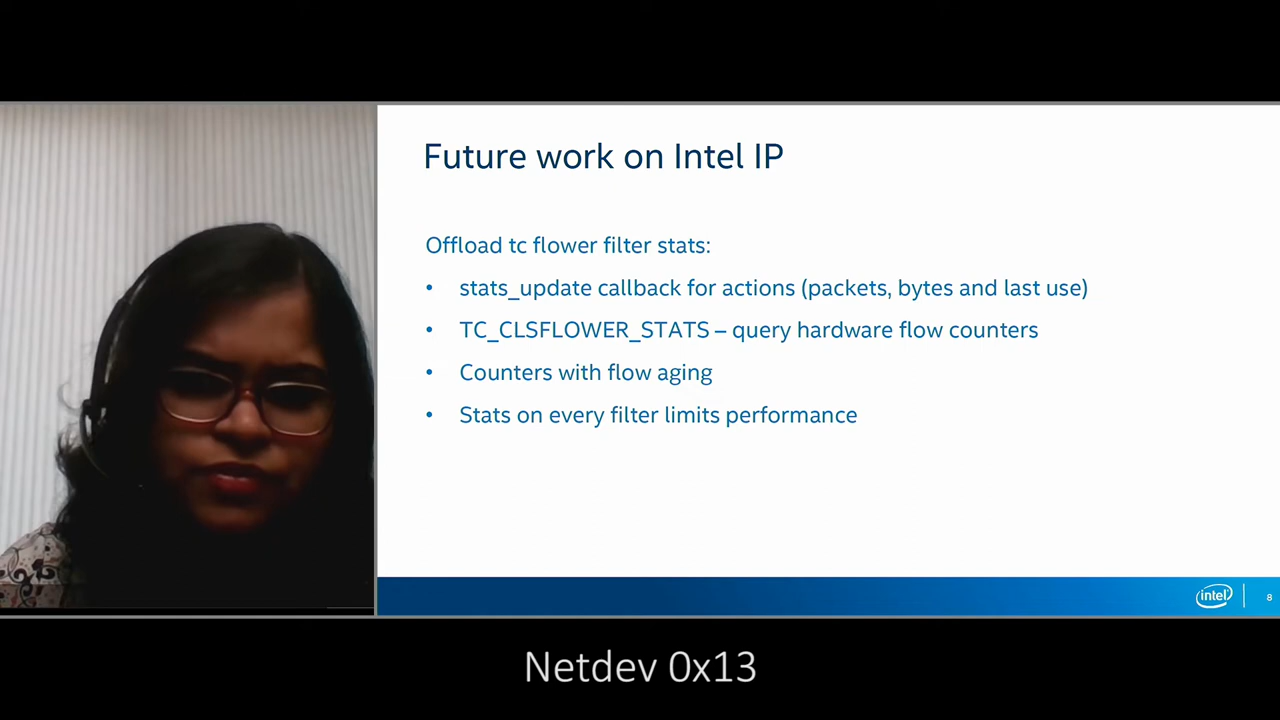 Future work on Intel IP
Offload tc flower filter stats:
• stats_update callback for actions (packets, bytes and last use)
• TC_CLSFLOWER_STATS – query hardware flow counters
• Counters with flow aging
• Stats on every filter limits performance
intel
8
Netdev 0x13